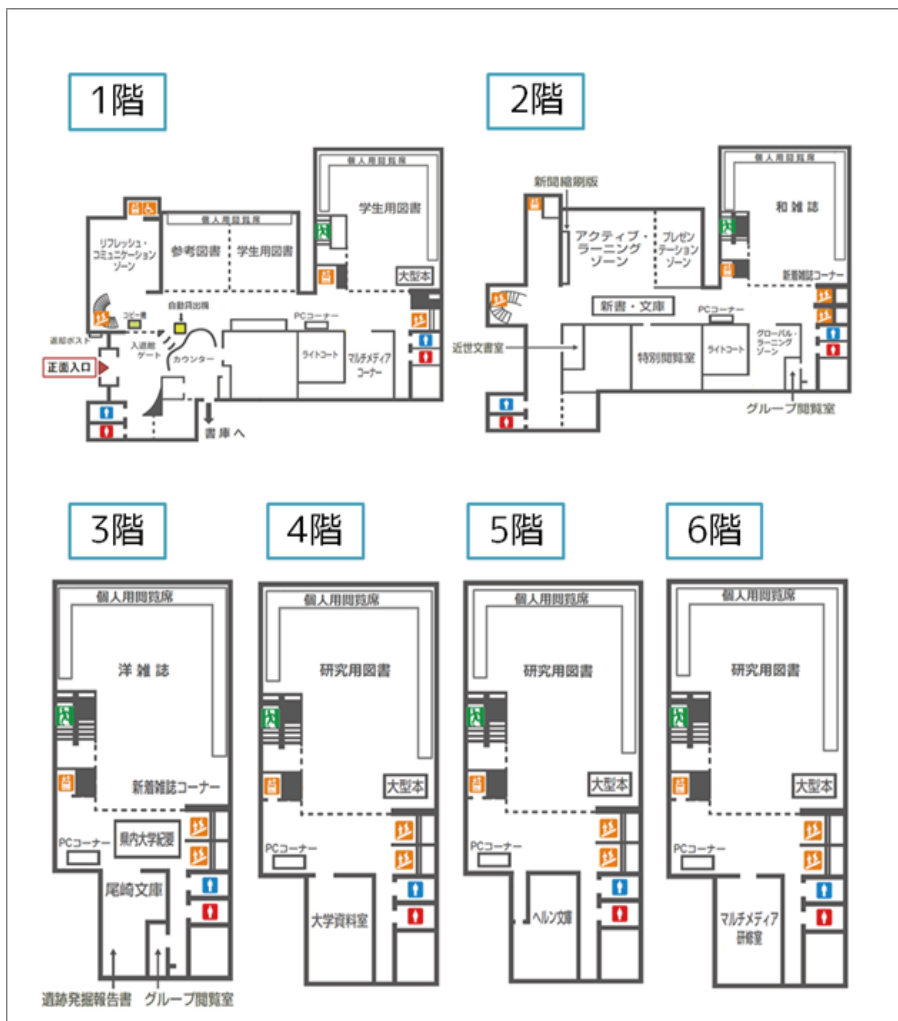 1階
個人用閲覧席
学生用図書
大型本
リフレッシュ・
コミュニケーション
ゾーン
個人用閲覧席
参考図書
学生用図書
自動貸出機
コピー機
PCコーナー
返却ポスト
入退館
ゲート
カウンター
ライトコート
マルチメディア
コーナー
正面入口
書庫へ
2階
個人用閲覧席
新聞縮刷版
和雑誌
アクティブ・
ラーニング
ゾーン
プレゼン
テーション
ゾーン
新着雑誌コーナー
新書・文庫
PCコーナー
近世文書室
特別閲覧室
ライトコート
グローバル・
ラーニング
ゾーン
グループ閲覧室
3階
個人用閲覧席
洋雑誌
新着雑誌コーナー
PCコーナー
県内大学紀要
尾崎文庫
遺跡発掘報告書
グループ閲覧室
4階
個人用閲覧席
研究用図書
大型本
PCコーナー
大学資料室
5階
個人用閲覧席
研究用図書
大型本
PCコーナー
ヘルン文庫
6階
個人用閲覧席
研究用図書
大型本
PCコーナー
マルチメディア
研修室